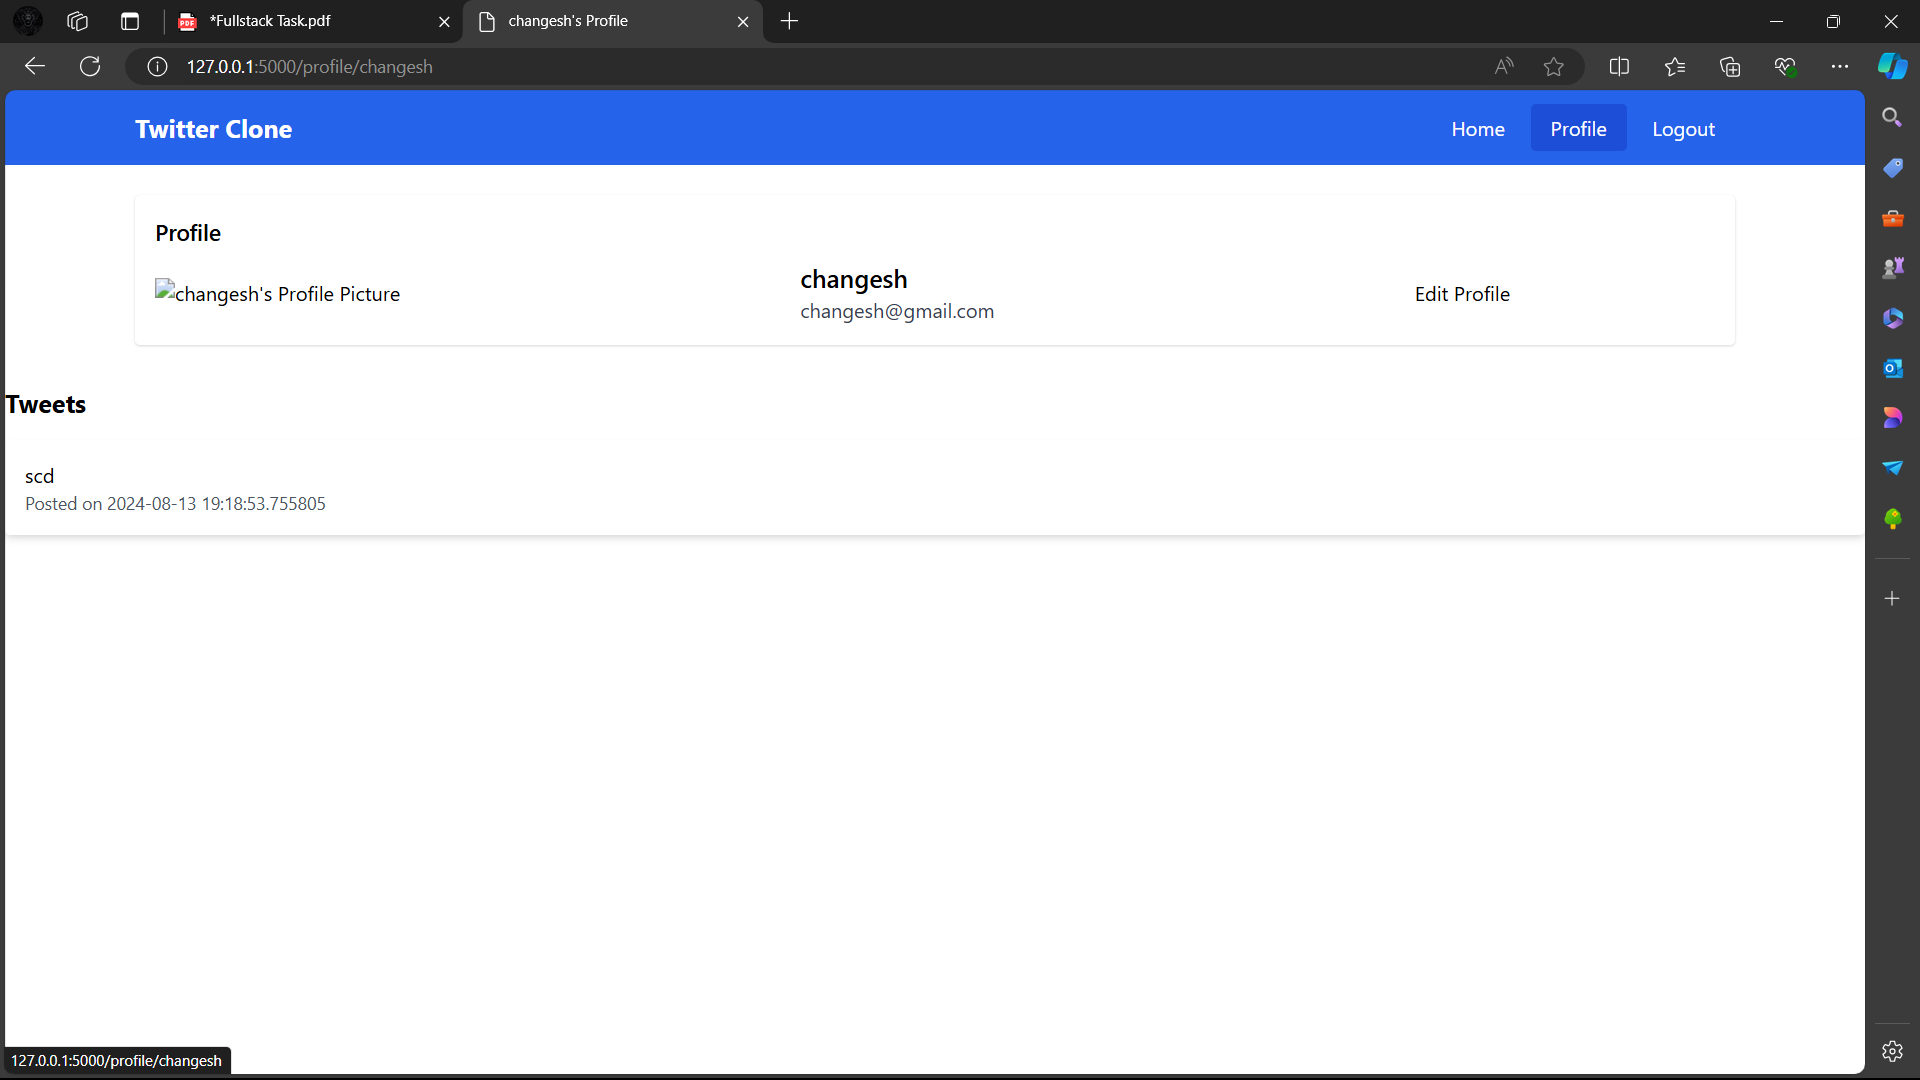 *Fullstack Task.pdf
changesh's Profile
127.0.0.1:5000/profile/changesh
Twitter Clone
Home
Profile
Logout
Profile
changesh's Profile Picture
changesh
changesh@gmail.com
Edit Profile
Tweets
scd
Posted on 2024-08-13 19:18:53.755805
127.0.0.1:5000/profile/changesh